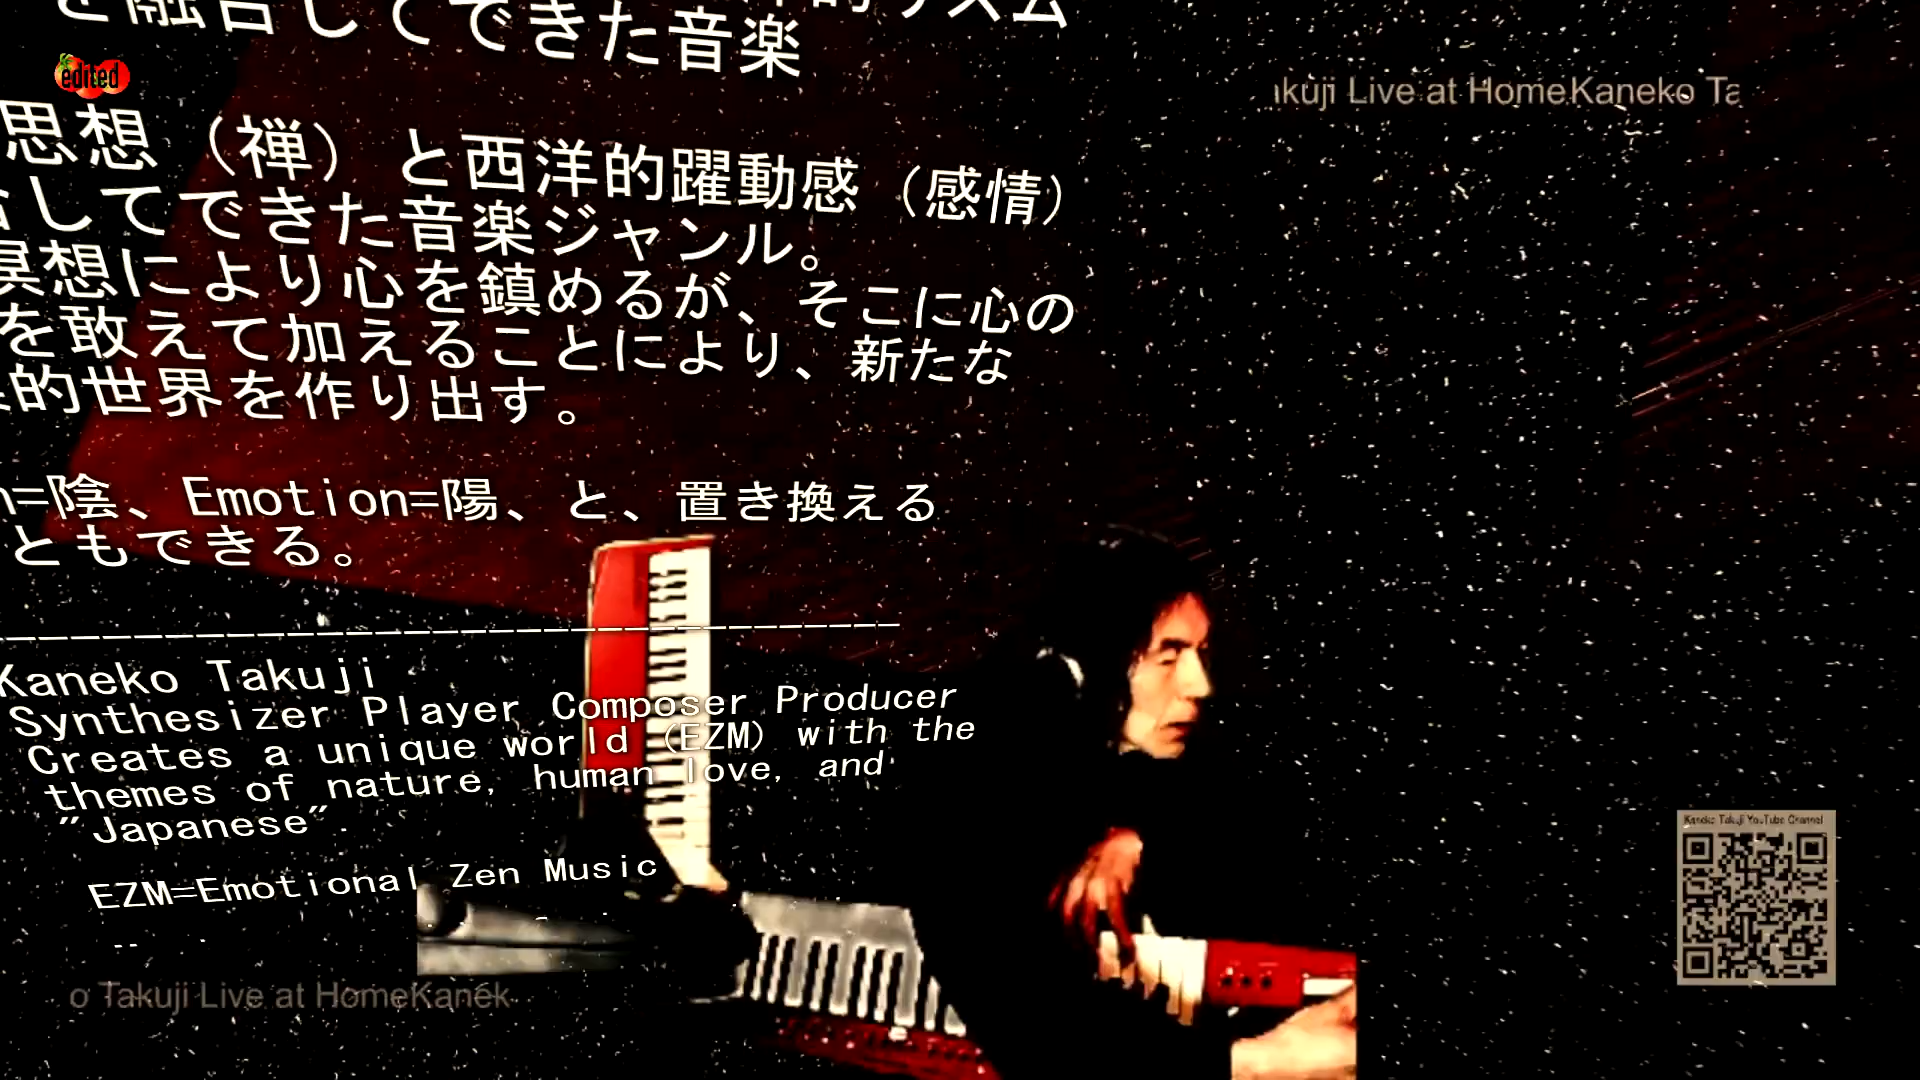 edited
融合してできた音楽
akuji Live at HomeKaneko Ta
思想（禅）と西洋的躍動感（感情）
してできた音楽ジャンル。
瞑想により心を鎮めるが、そこに心の
を敢えて加えることにより、新たな
的世界を作り出す。
n=陰、Emotion=陽、と、置き換える
ともできる。
Kaneko Takuji
Synthesizer Player Composer Producer
Creates a unique world (EZM) with the
themes of nature, human love, and
"Japanese".
EZM=Emotional Zen Music
o Takuji Live at HomeKanek
Kaneko Takuji YouTube Channel